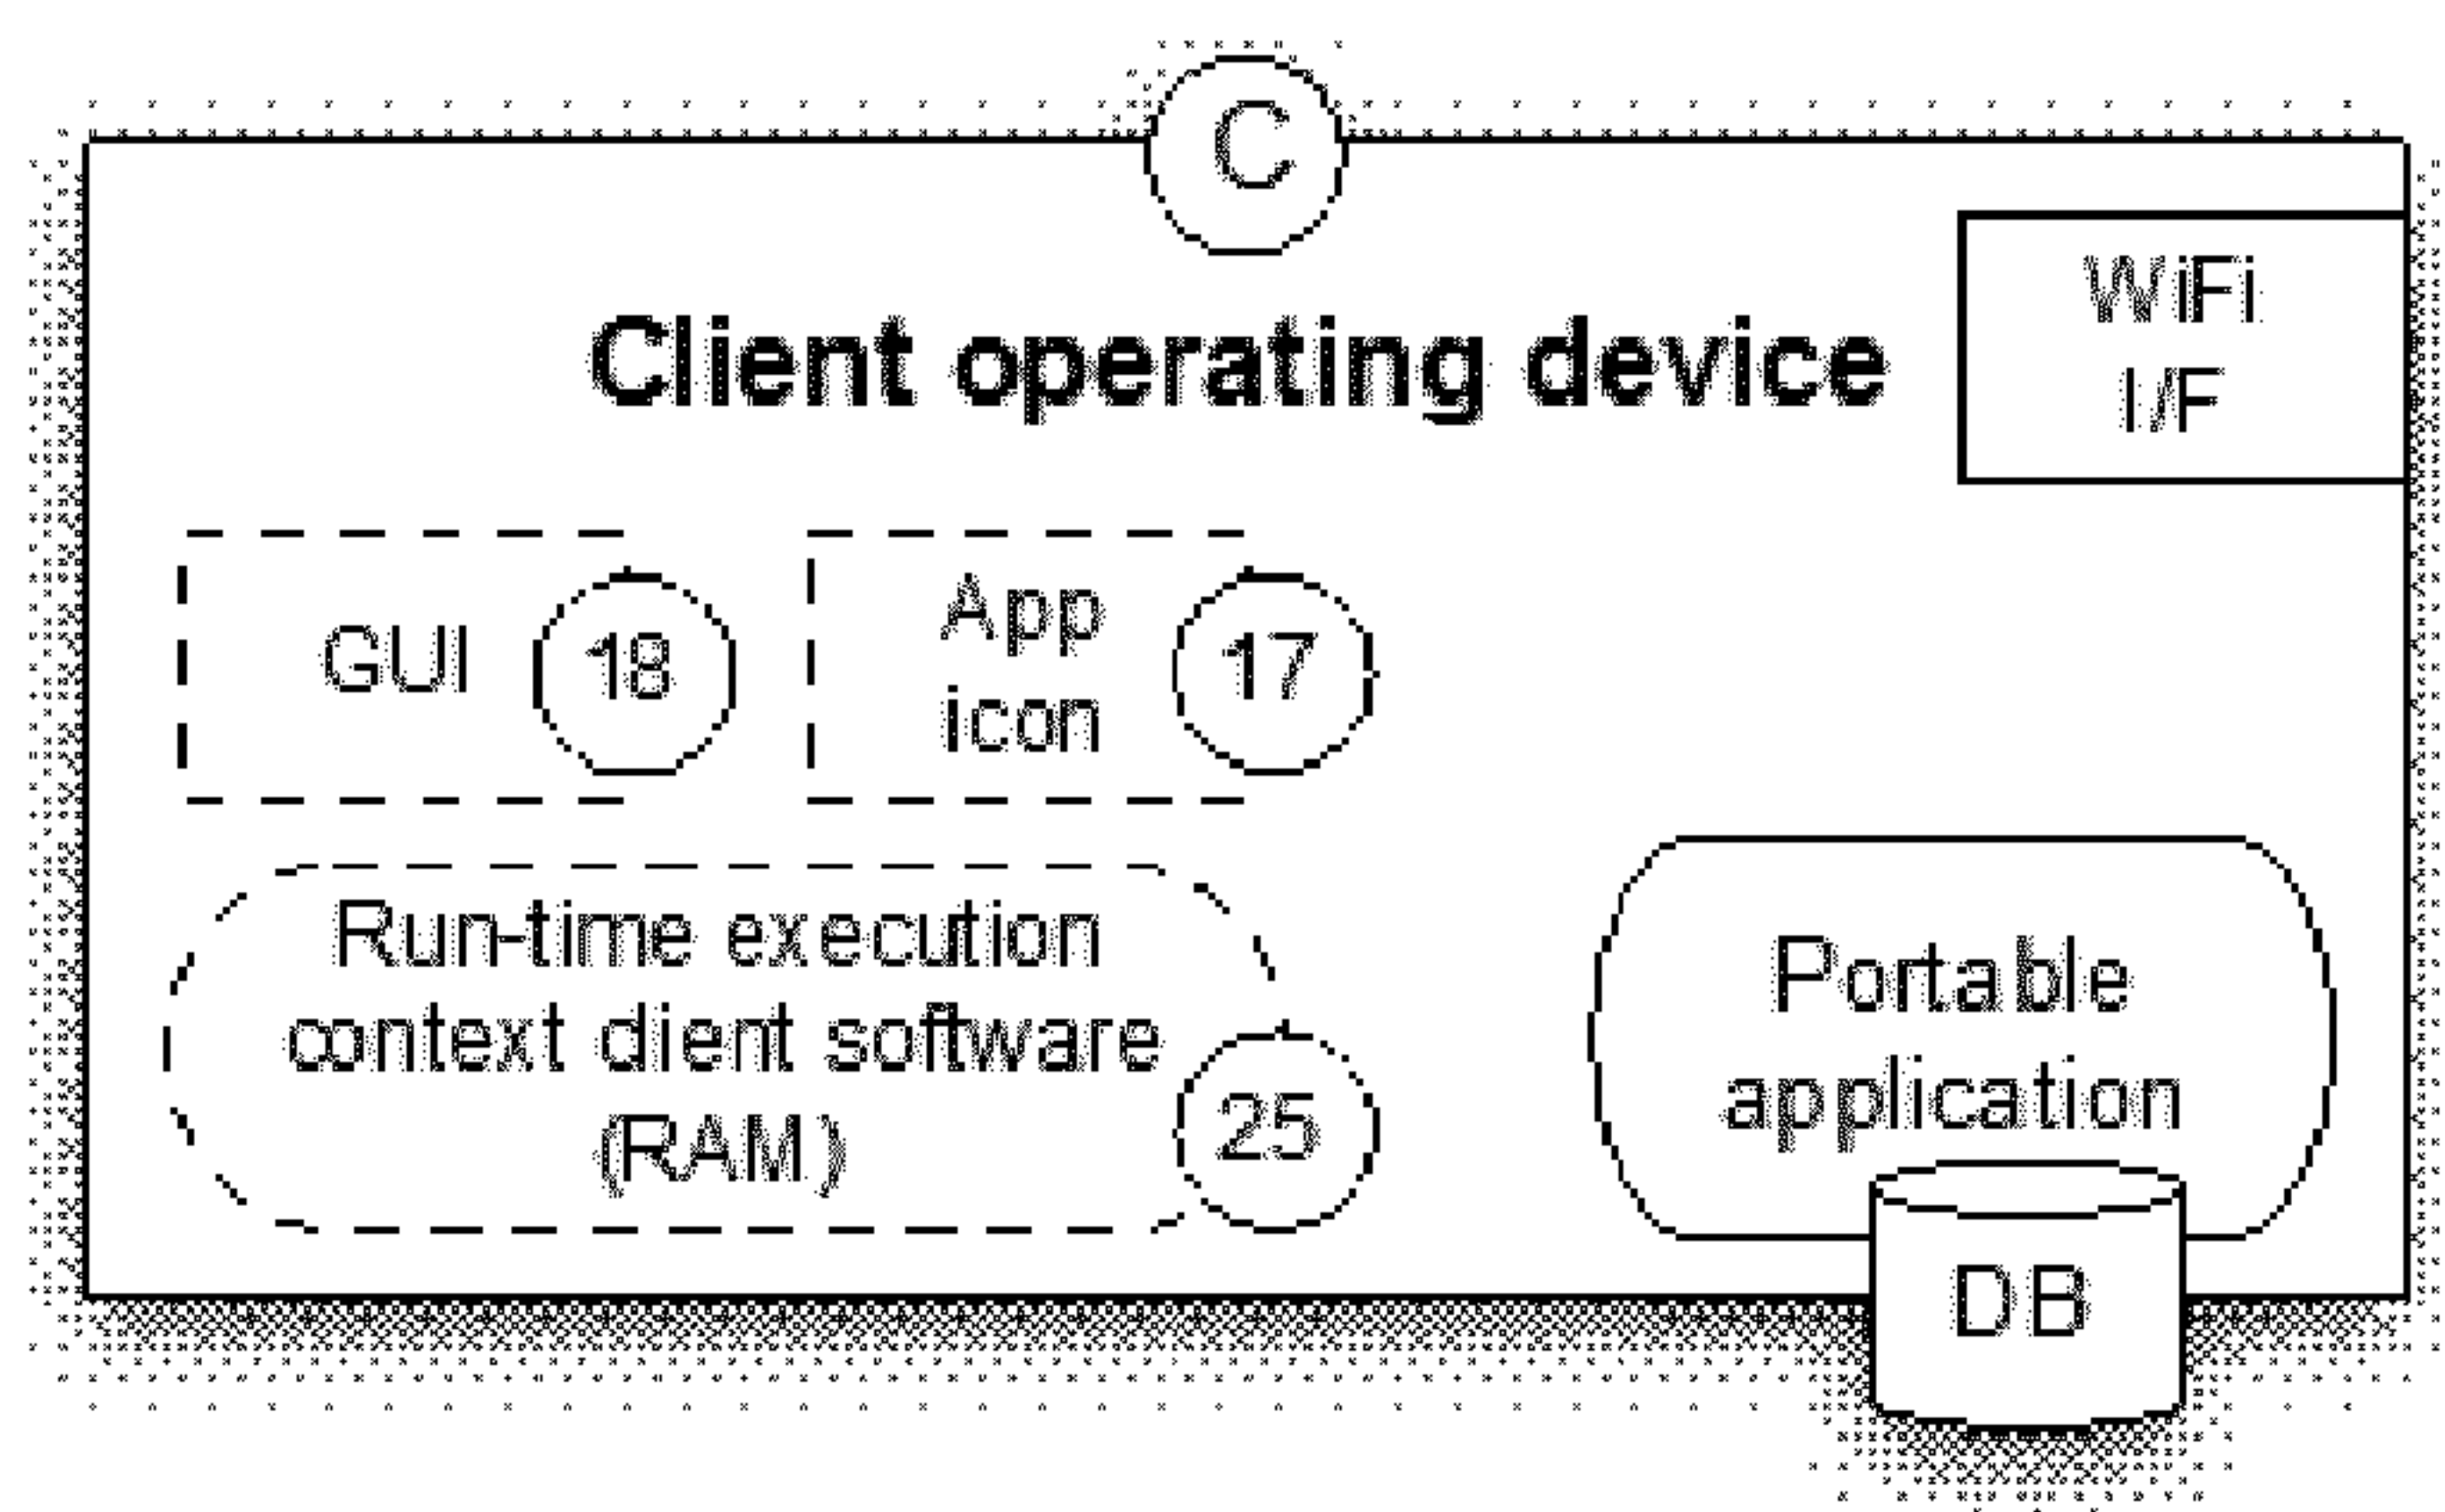 C
Client operating device
WiFi
I/F
GUI
18
App
icon
17
Run-time execution
context client software
(RAM)
25
Portable
application
DB